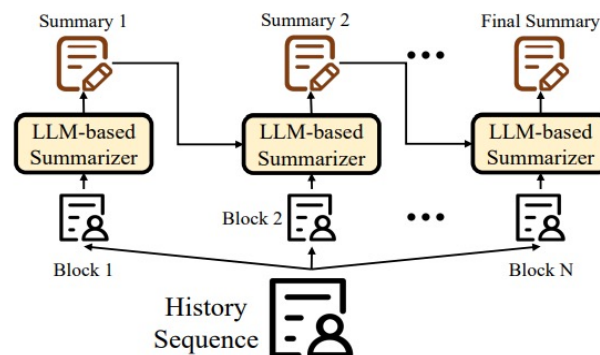 Summary 1
Summary 2
Final Summary
LLM-based
Summarizer
LLM-based
Summarizer
LLM-based
Summarizer
Block 1
Block 2
Block N
History
Sequence